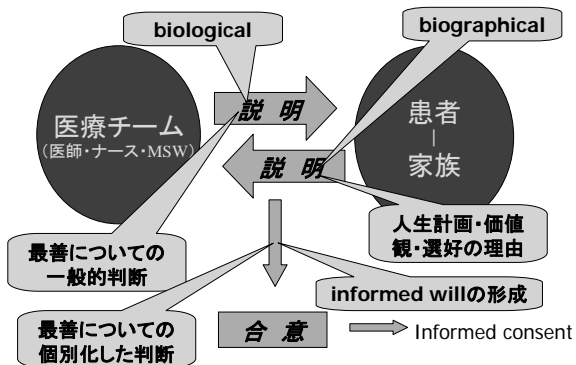 biological
biographical
説 明
医療チーム
(医師・ナース・MSW)
患者
|
家族
説 明
最善についての
一般的判断
人生計画・価値
観・選好の理由
informed willの形成
最善についての
個別化した判断
合 意
Informed consent